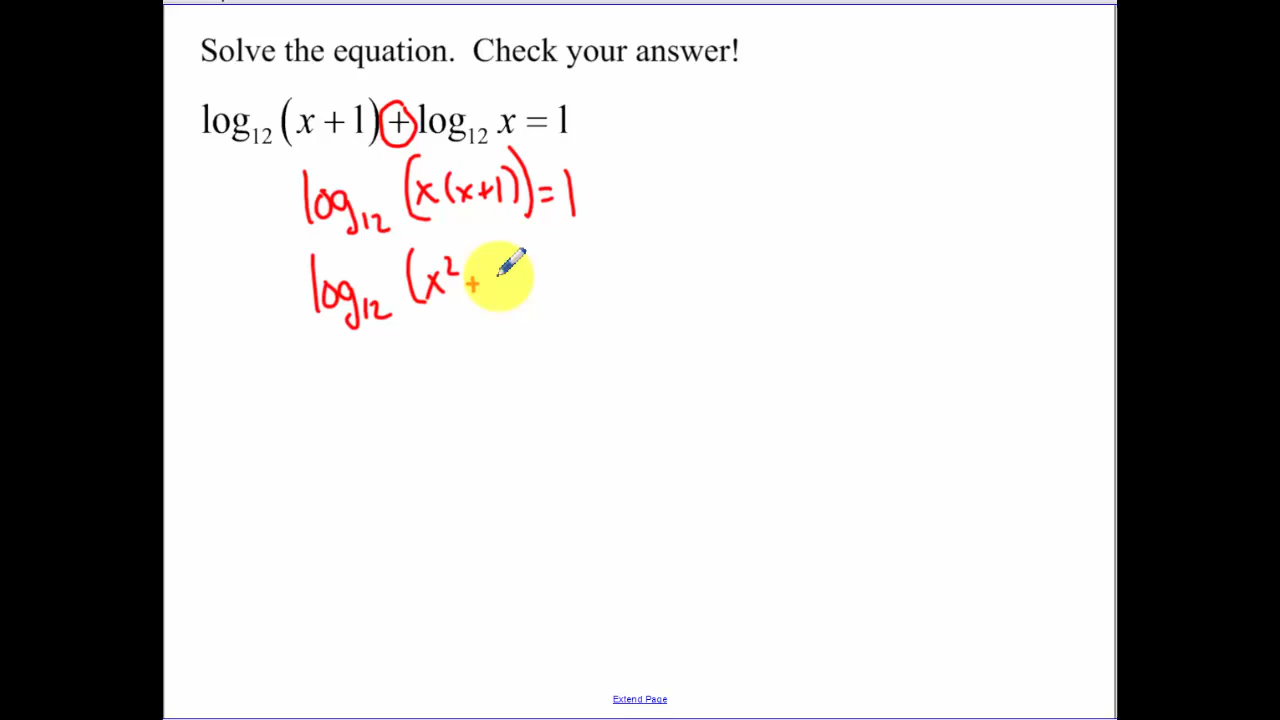 Solve the equation. Check your answer!
log₁₂(x+1)+log₁₂ x = 1
log₁₂(x(x+1))=1
log₁₂(x² +
Extend Page